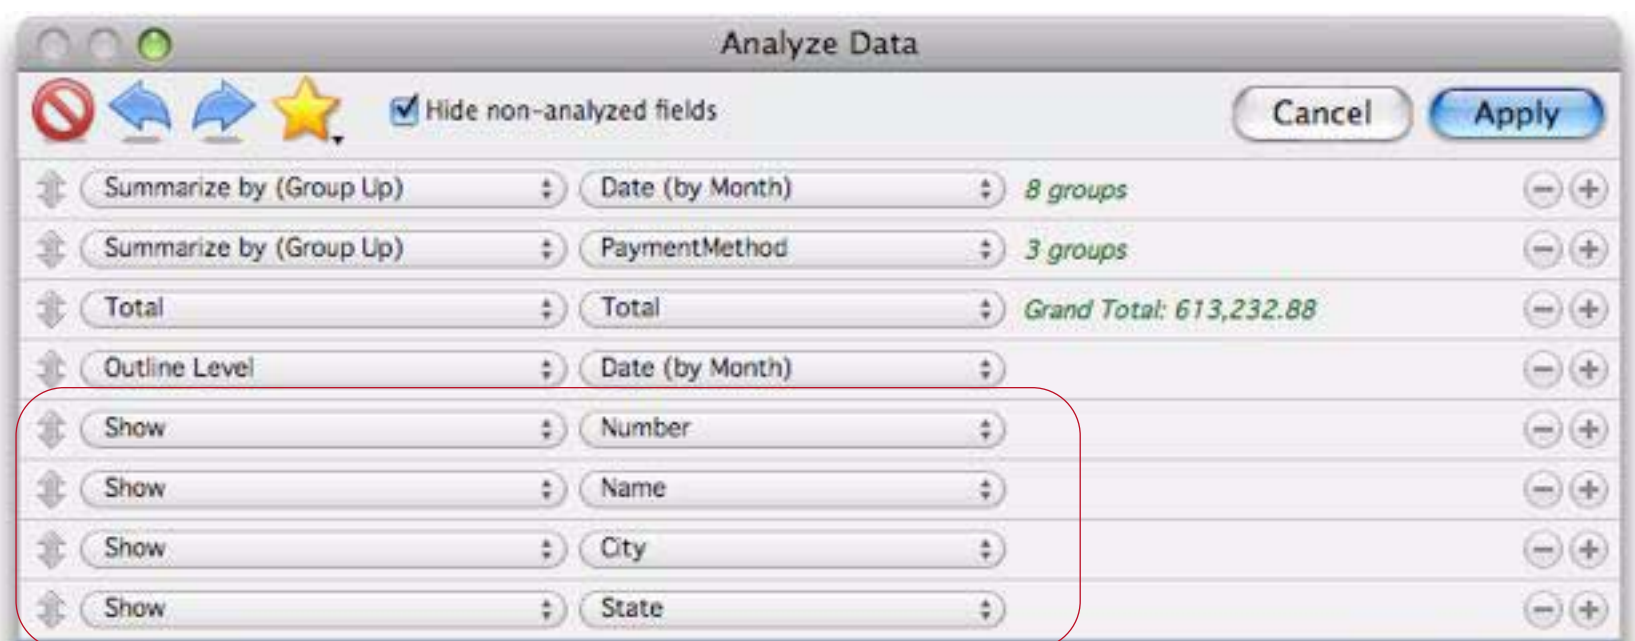 Analyze Data
Hide non-analyzed fields Cancel Apply
Summarize by (Group Up) Date (by Month) 8 groups
Summarize by (Group Up) PaymentMethod 3 groups
Total Total Grand Total: 613,232.88
Outline Level Date (by Month)
Show Number
Show Name
Show City
Show State